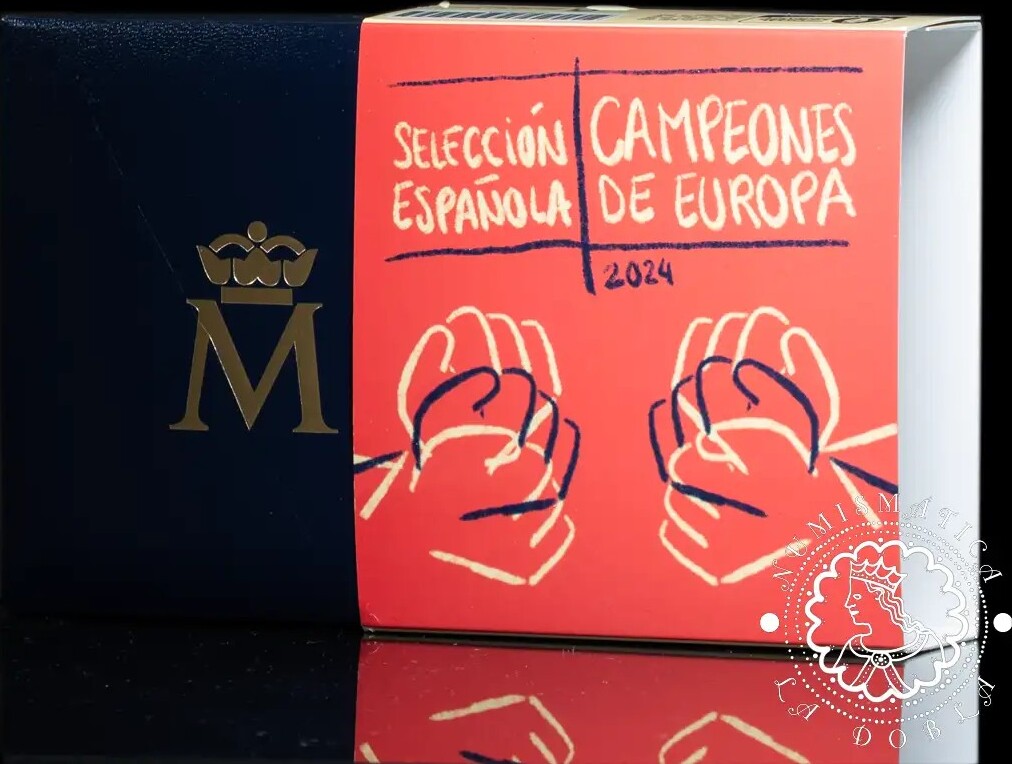 SELECCIÓN
ESPAÑOLA
CAMPEONES
DE EUROPA
2024
M
NUMISMÁTICA
LA DOBLA